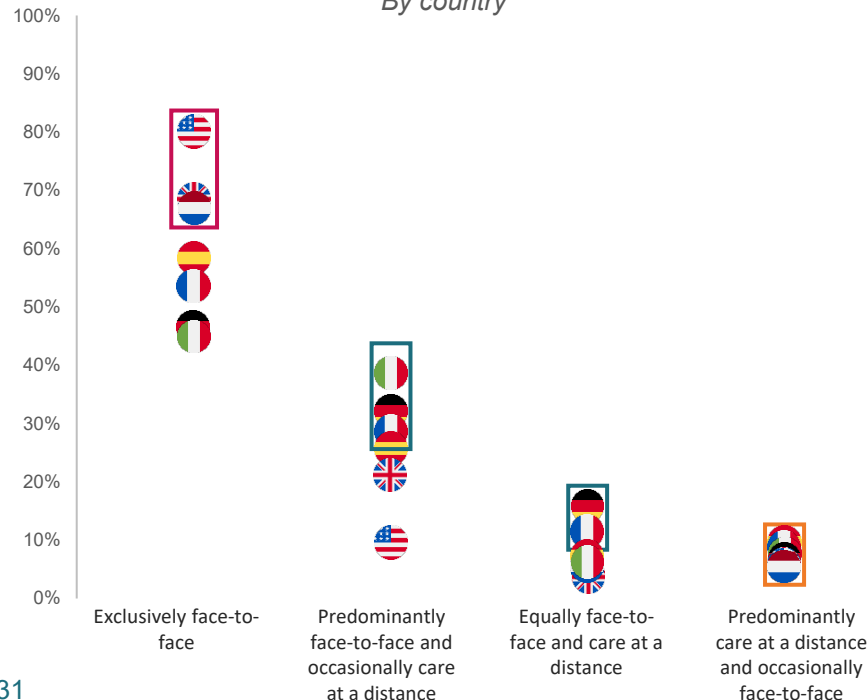 By country
100%
90%
80%
70%
60%
50%
40%
30%
20%
10%
0%
Exclusively face-to-
face
Predominantly
face-to-face and
occasionally care
at a distance
Equally face-to-
face and care at a
distance
Predominantly
care at a distance
and occasionally
face-to-face
31